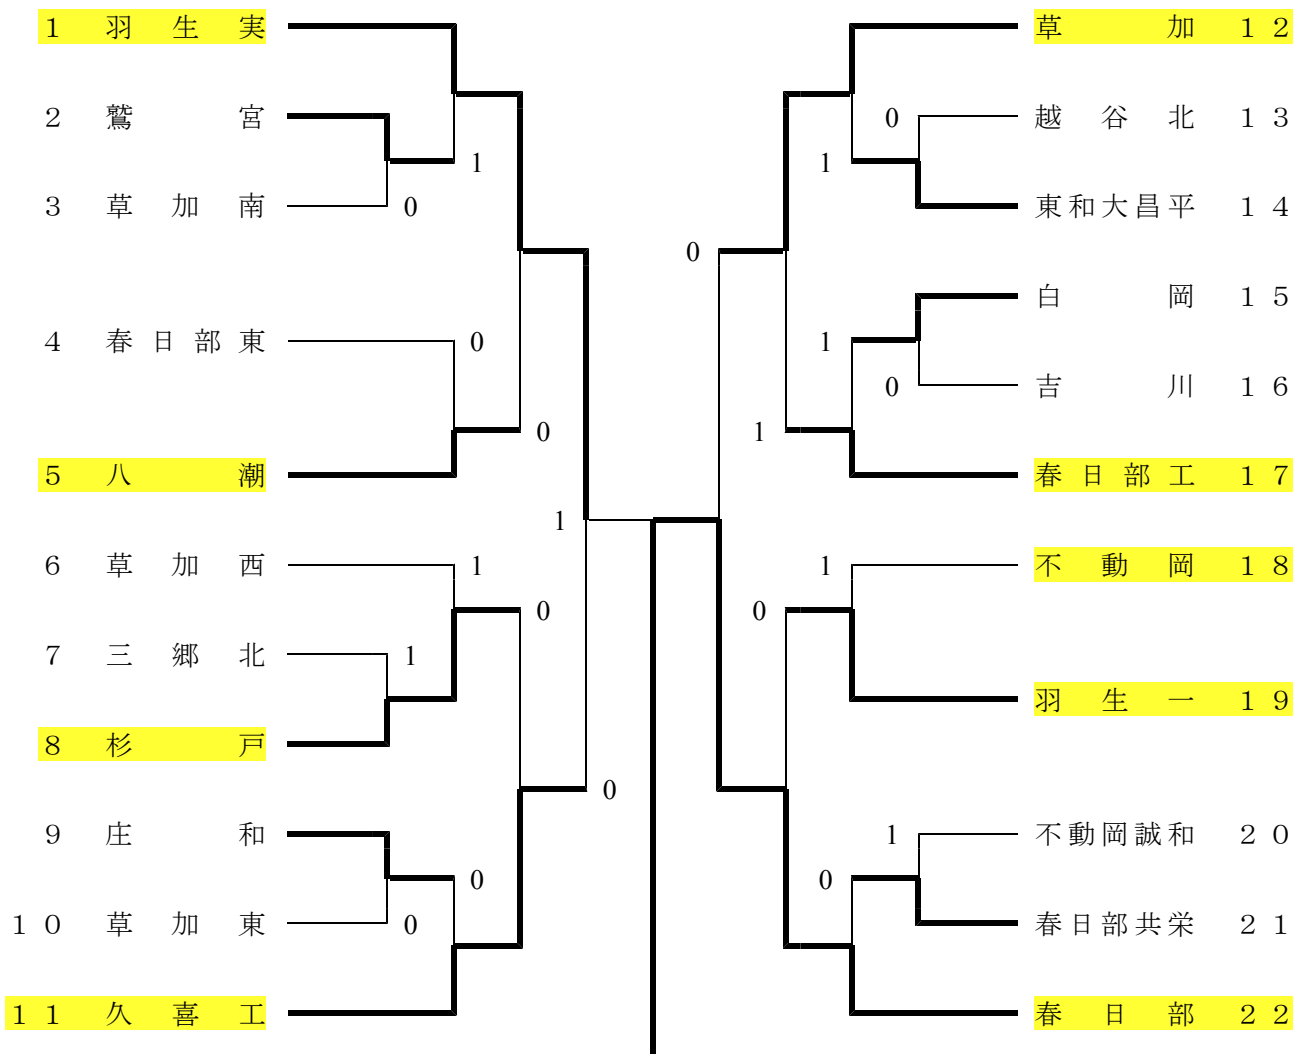 1 羽生実
草加 12
2 鷲宮
0
越谷北 13
1
1
3 草加南
0
東和大昌平 14
0
白岡 15
4 春日部東
0
1
0
吉川 16
0
1
5 八潮
春日部工 17
1
6 草加西
1
1
不動岡 18
0
0
7 三郷北
1
羽生一 19
8 杉戸
0
9 庄和
1
不動岡誠和 20
0
0
10 草加東
0
春日部共栄 21
11 久喜工
春日部 22